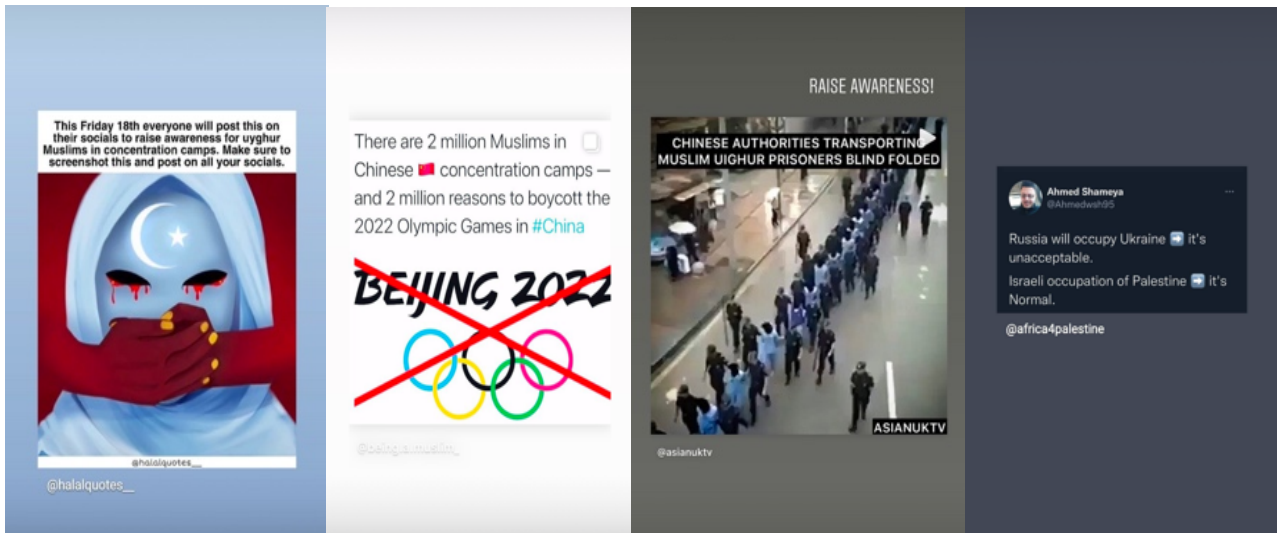 This Friday 18th everyone will post this on
their socials to raise awareness for uyghur
Muslims in concentration camps. Make sure to
screenshot this and post on all your socials.
@halalquotes__
@halalquotes__
There are 2 million Muslims in
Chinese 🇨🇳 concentration camps —
and 2 million reasons to boycott the
2022 Olympic Games in #China
BEIJING 2022
@being.a.muslim_
RAISE AWARENESS!
CHINESE AUTHORITIES TRANSPORTING
MUSLIM UIGHUR PRISONERS BLIND FOLDED
ASIANUKTV
@asianuktv
Ahmed Shameya
@Ahmedwsh95
Russia will occupy Ukraine ➡️ it's
unacceptable.
Israeli occupation of Palestine ➡️ it's
Normal.
@africa4palestine